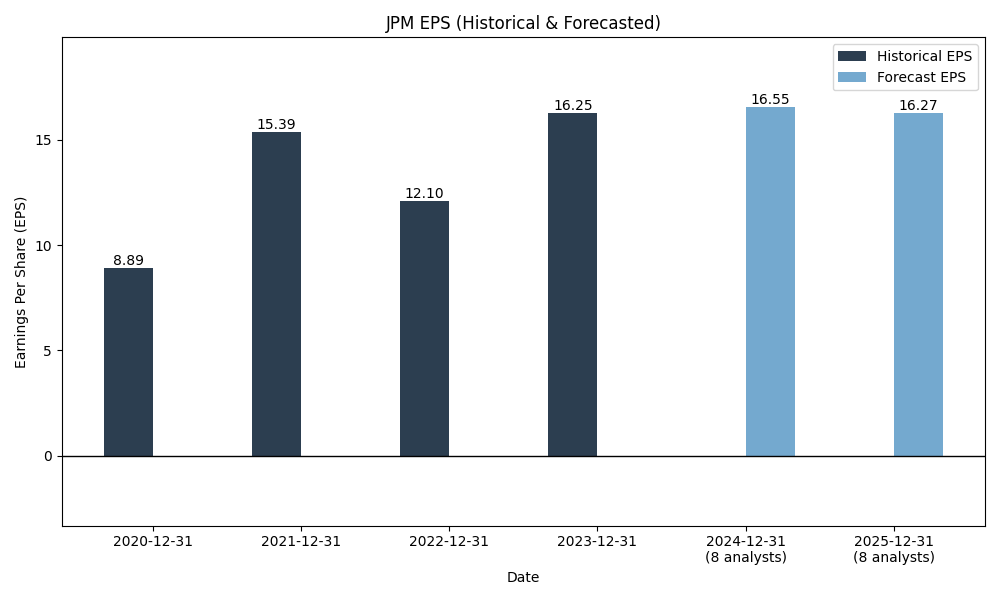 JPM EPS (Historical & Forecasted)
Historical EPS
Forecast EPS
Earnings Per Share (EPS)
15
10
5
0
8.89
15.39
12.10
16.25
16.55
16.27
2020-12-31
2021-12-31
2022-12-31
2023-12-31
2024-12-31
(8 analysts)
2025-12-31
(8 analysts)
Date